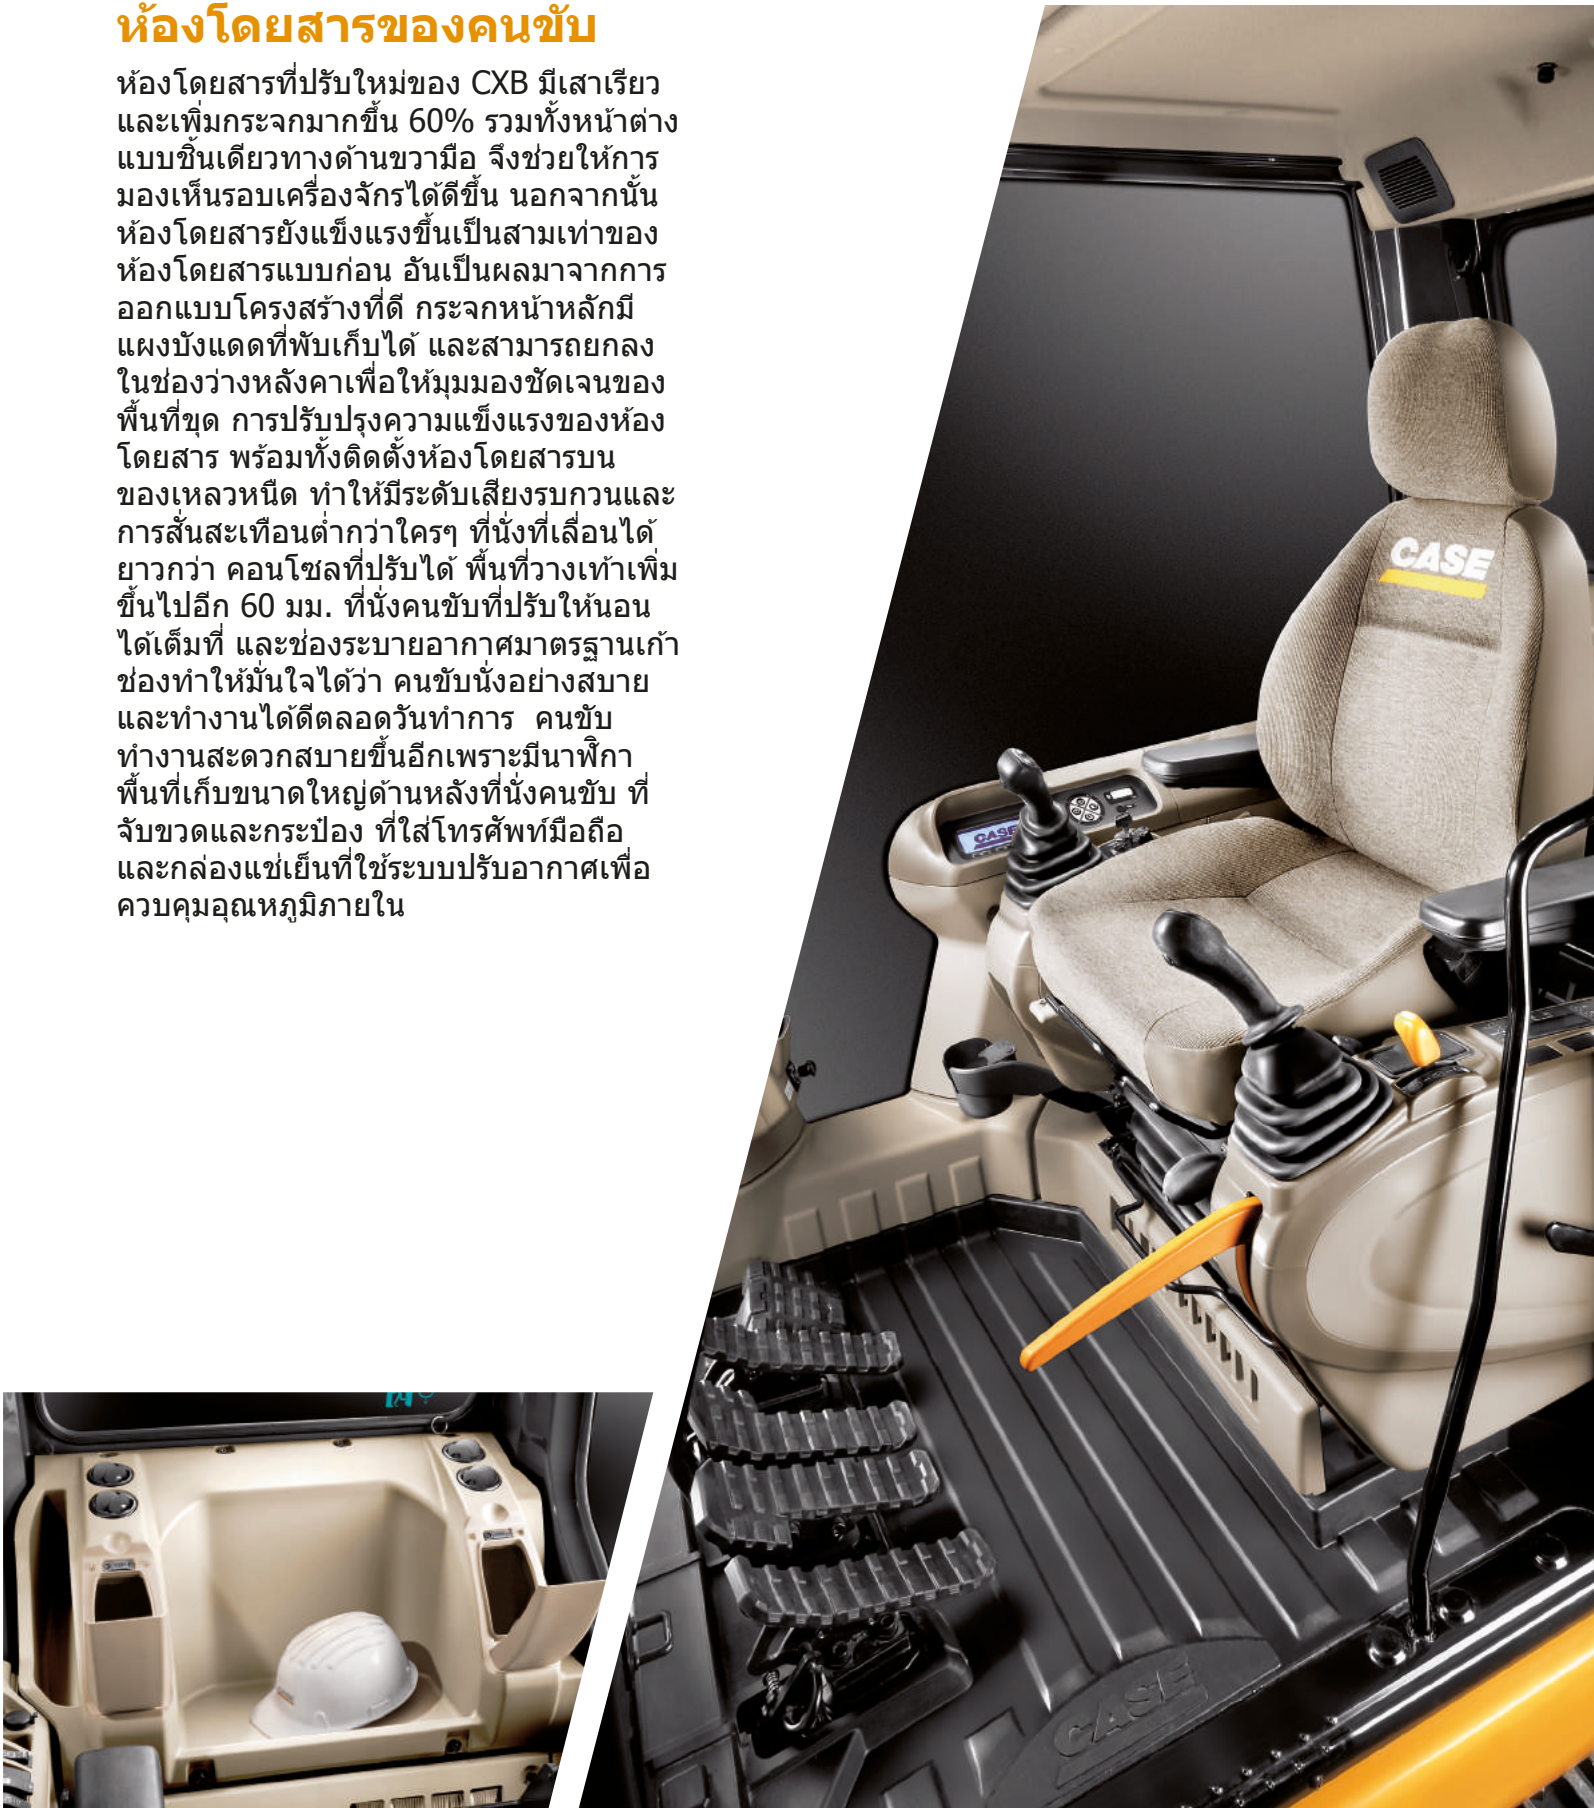 ห้องโดยสารของคนขับ
ห้องโดยสารที่ปรับใหม่ของ CXB มีเสาเรียว
และเพิ่มกระจกมากขึ้น 60% รวมทั้งหน้าต่าง
แบบชิ้นเดียวทางด้านขวามือ จึงช่วยให้การ
มองเห็นรอบเครื่องจักรได้ดีขึ้น นอกจากนั้น
ห้องโดยสารยังแข็งแรงขึ้นเป็นสามเท่าของ
ห้องโดยสารแบบก่อน อันเป็นผลมาจากการ
ออกแบบโครงสร้างที่ดี กระจกหน้าหลักมี
แผงบังแดดที่พับเก็บได้ และสามารถยกลง
ในช่องว่างหลังคาเพื่อให้มุมมองชัดเจนของ
พื้นที่ขุด การปรับปรุงความแข็งแรงของห้อง
โดยสาร พร้อมทั้งติดตั้งห้องโดยสารบน
ของเหลวหนืด ทำให้มีระดับเสียงรบกวนและ
การสั่นสะเทือนต่ำกว่าใครๆ ที่นั่งที่เลื่อนได้
ยาวกว่า คอนโซลที่ปรับได้ พื้นที่วางเท้าเพิ่ม
ขึ้นไปอีก 60 มม. ที่นั่งคนขับที่ปรับให้นอน
ได้เต็มที่ และช่องระบายอากาศมาตรฐานเก้า
ช่องทำให้มั่นใจได้ว่า คนขับนั่งอย่างสบาย
และทำงานได้ดีตลอดวันทำการ คนขับ
ทำงานสะดวกสบายขึ้นอีกเพราะมีนาฬิกา
พื้นที่เก็บขนาดใหญ่ด้านหลังที่นั่งคนขับ ที่
จับขวดและกระป๋อง ที่ใส่โทรศัพท์มือถือ
และกล่องแช่เย็นที่ใช้ระบบปรับอากาศเพื่อ
ควบคุมอุณหภูมิภายใน
CASE
CASE
CASE